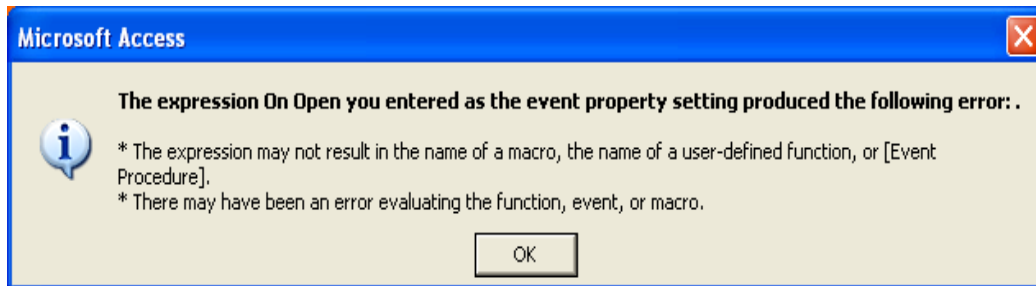 Microsoft Access
The expression On Open you entered as the event property setting produced the following error: .
* The expression may not result in the name of a macro, the name of a user-defined function, or [Event
Procedure].
* There may have been an error evaluating the function, event, or macro.
OK